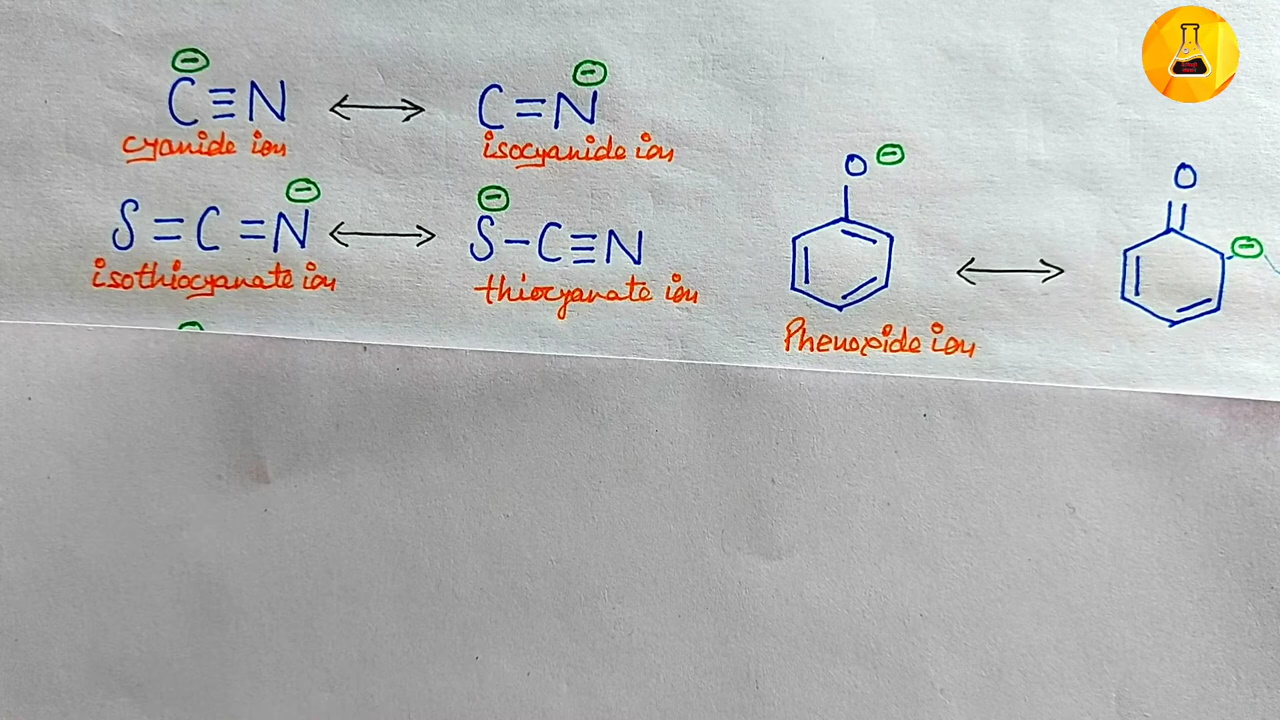 ⊖C≡N ⟷ C=N⊖
cyanide ion isocyanide ion
S=C=N⊖ ⟷ ⊖S–C≡N
isothiocyanate ion thiocyanate ion
O⊖ ⟷ O ⊖
Phenoxide ion